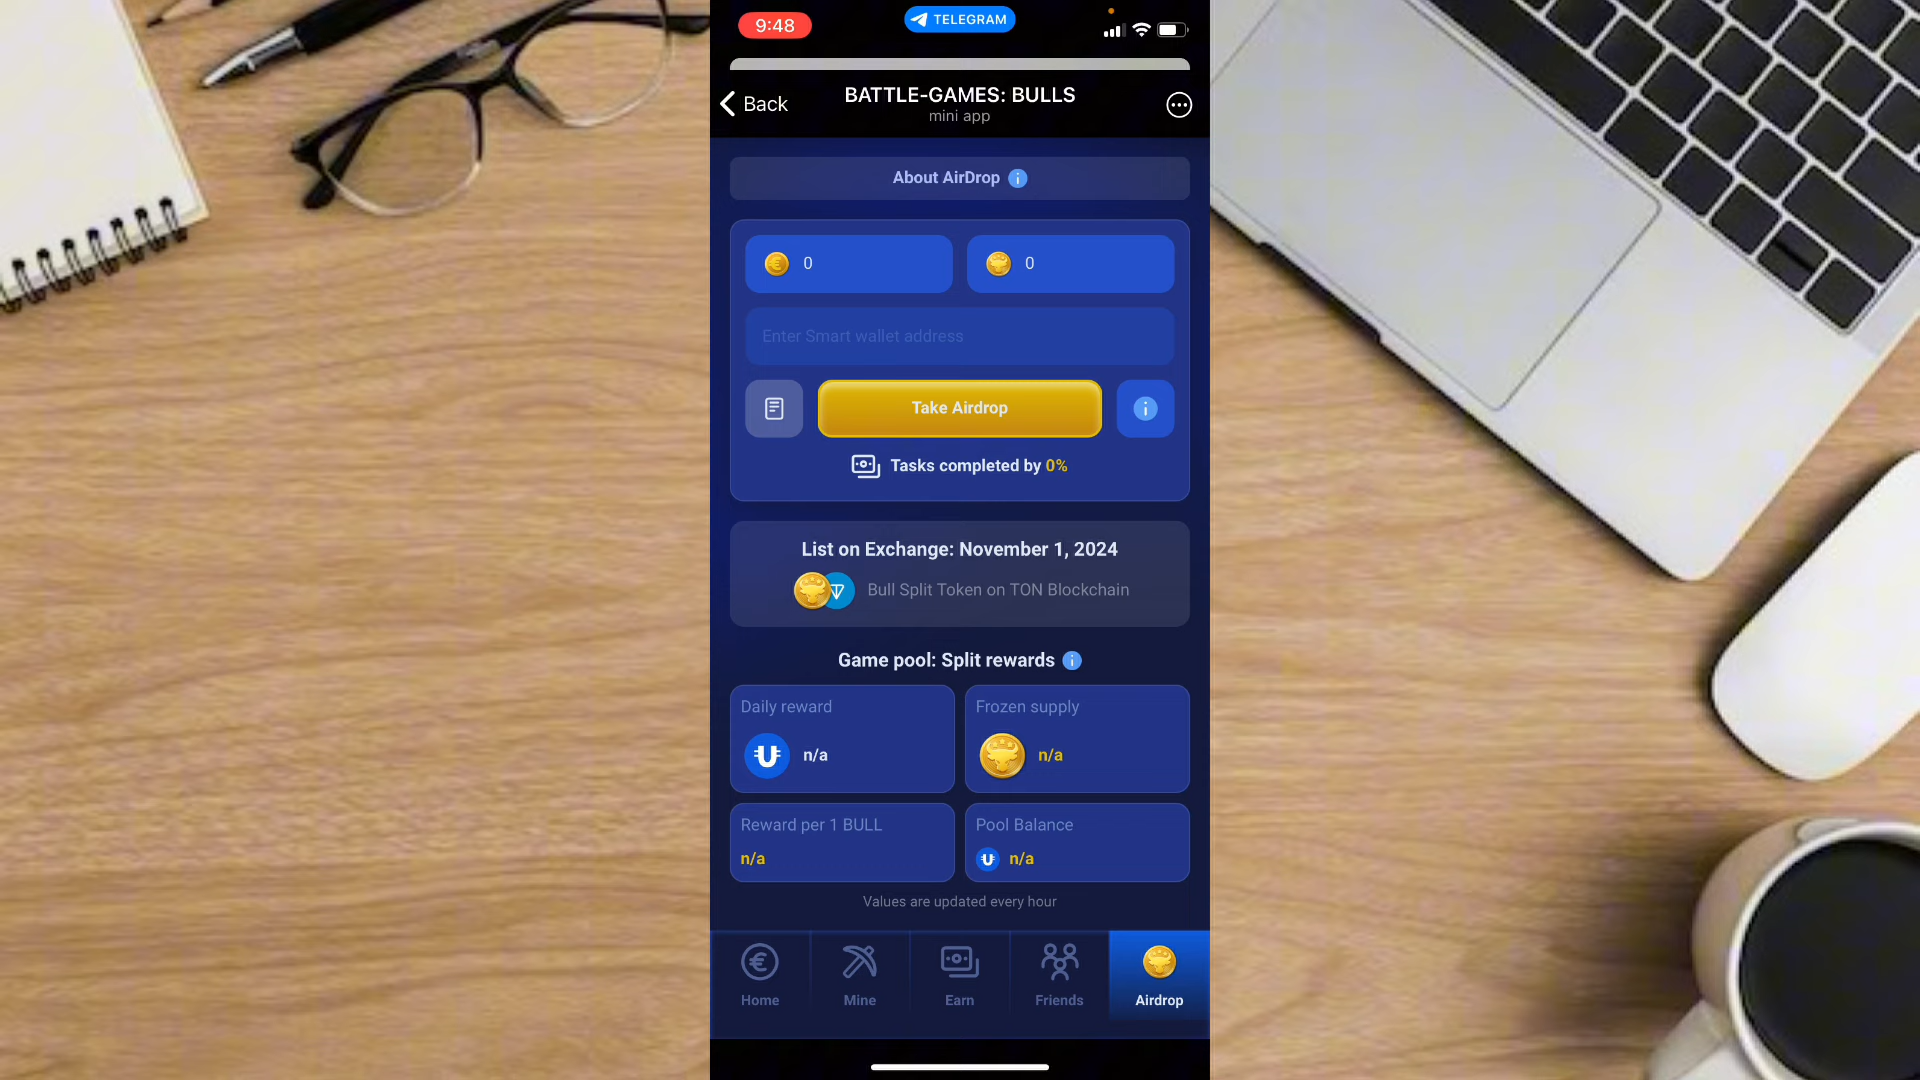 9:48
TELEGRAM
Back
BATTLE-GAMES: BULLS
mini app
About AirDrop
0
0
Enter Smart wallet address
Take Airdrop
Tasks completed by 0%
List on Exchange: November 1, 2024
Bull Split Token on TON Blockchain
Game pool: Split rewards
Daily reward
n/a
Frozen supply
n/a
Reward per 1 BULL
n/a
Pool Balance
n/a
Values are updated every hour
Home
Mine
Earn
Friends
Airdrop